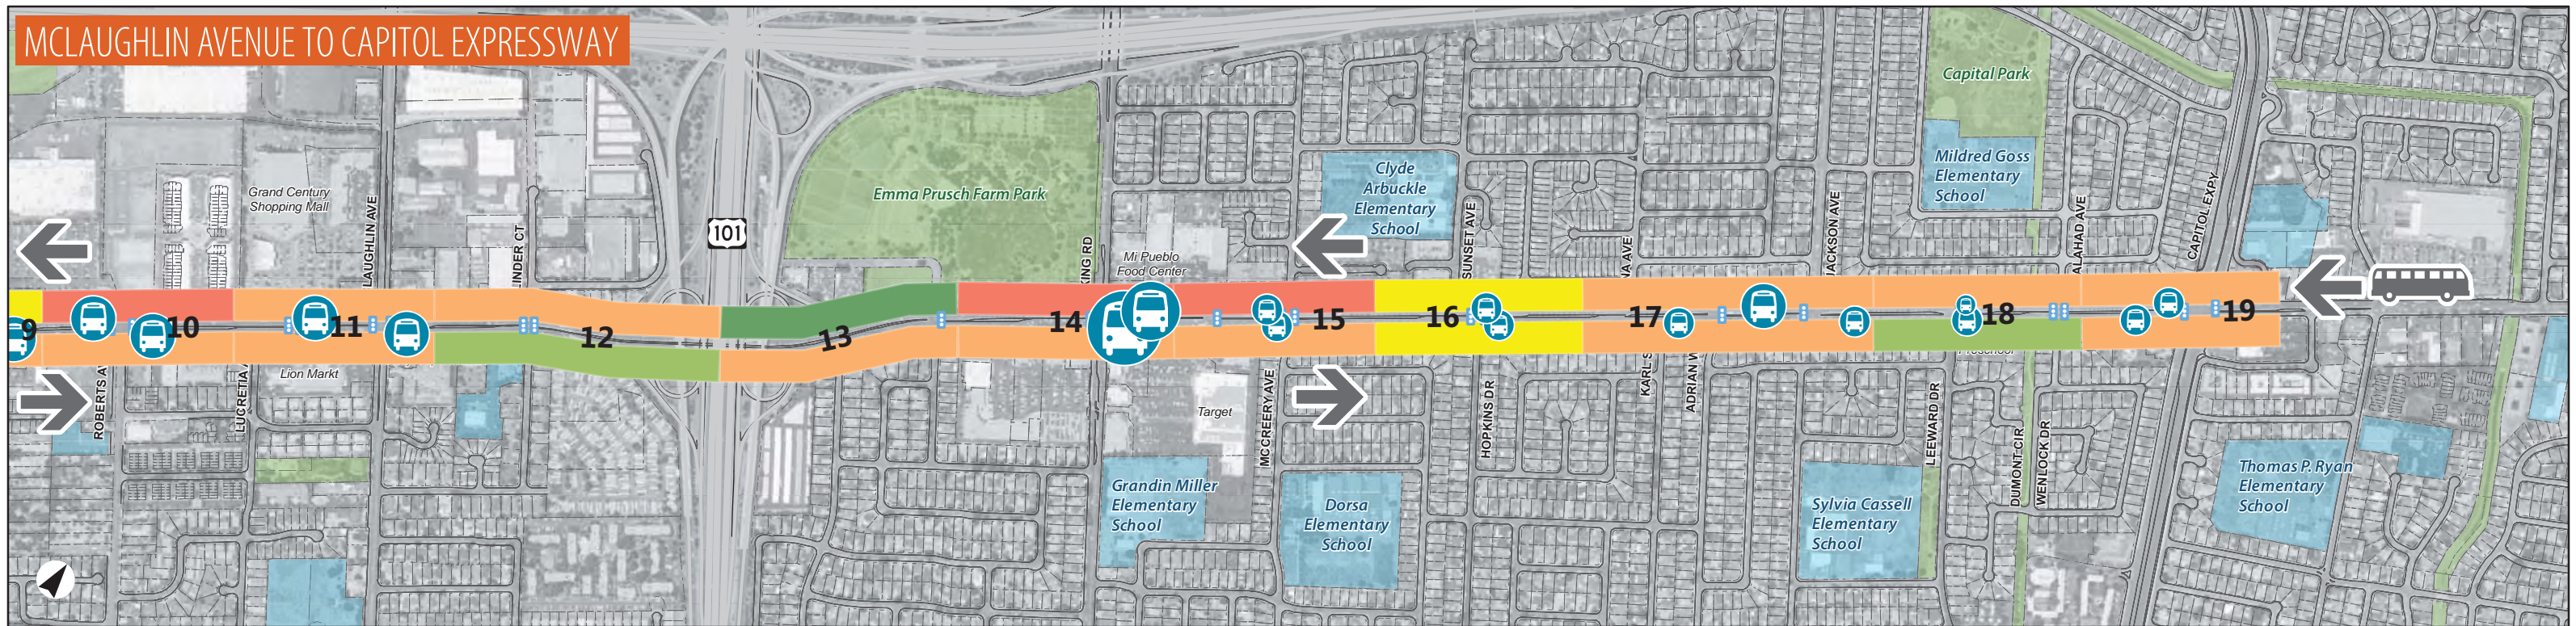 MCLAUGHLIN AVENUE TO CAPITOL EXPRESSWAY
Capital Park
Mildred Goss
Elementary
School
Clyde
Arbuckle
Elementary
School
Emma Prusch Farm Park
Grand Century
Shopping Mall
LAUGHLIN AVE
LINDER CT
101
KING RD
Mi Pueblo
Food Center
SUNSET AVE
NA AVE
JACKSON AVE
ALAHAD AVE
CAPITOL EXPY
9
10
11
12
13
14
15
16
17
18
19
Preschool
ROBERTS AV
LUCRETIA A
Lion Markt
Target
MCCREERY AVE
HOPKINS DR
KARL S
ADRIAN W
LEEWARD DR
DUMONT CIR
WENLOCK DR
Grandin Miller
Elementary
School
Dorsa
Elementary
School
Sylvia Cassell
Elementary
School
Thomas P. Ryan
Elementary
School